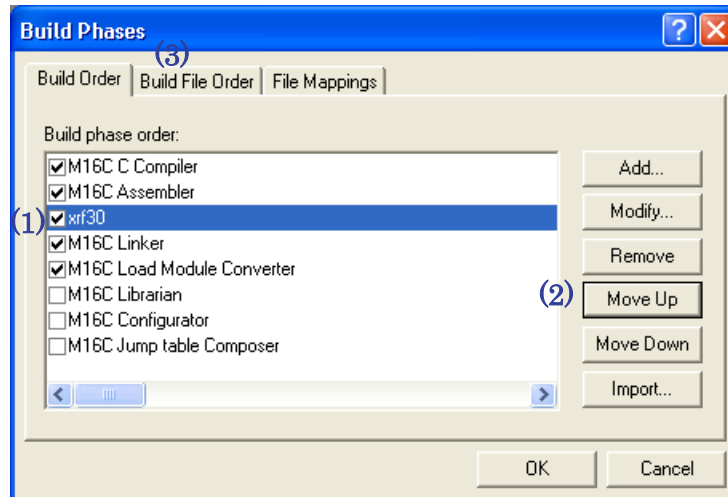 Build Phases
(3)
Build Order Build File Order File Mappings
Build phase order:
M16C C Compiler
M16C Assembler
(1) xrf30
M16C Linker
M16C Load Module Converter
M16C Librarian
M16C Configurator
M16C Jump table Composer
Add...
Modify...
Remove
(2) Move Up
Move Down
Import...
OK Cancel